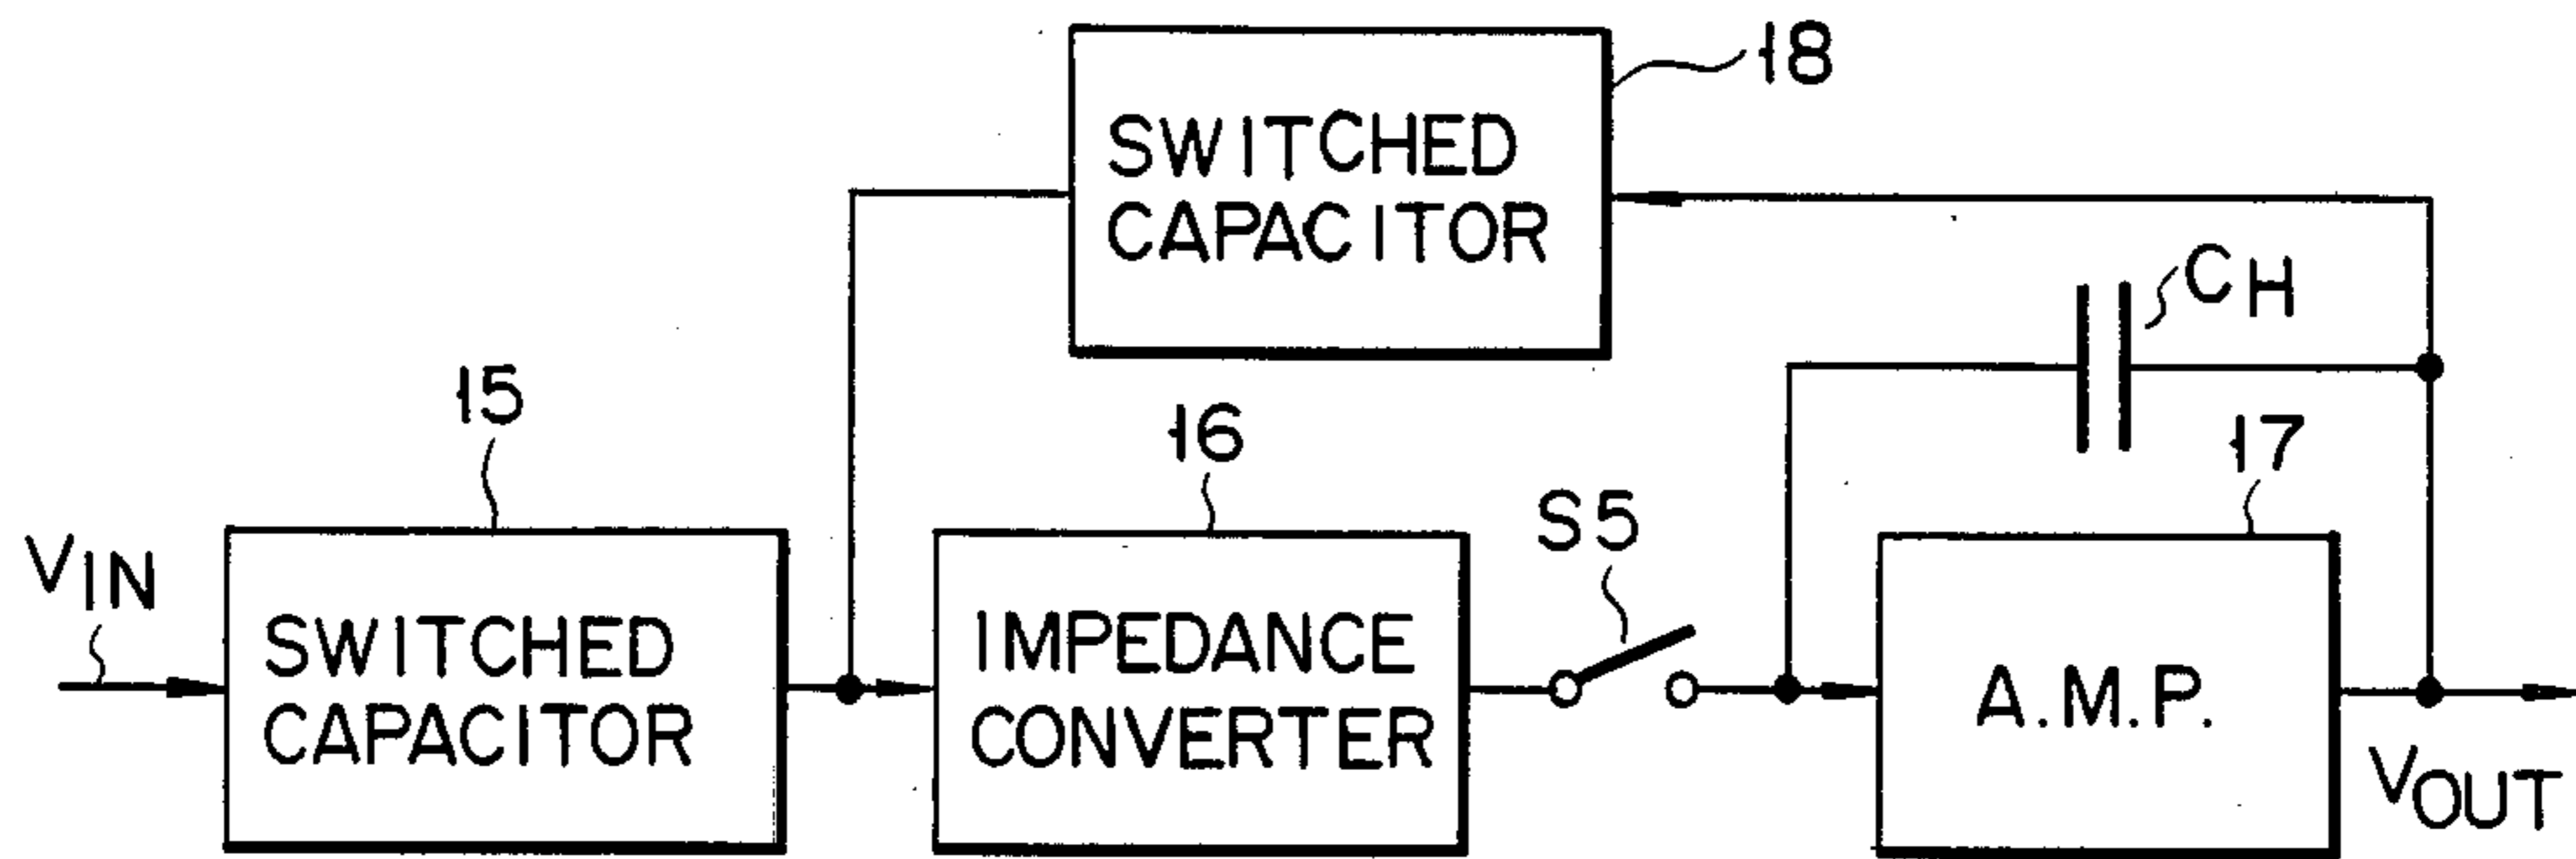 18
SWITCHED
CAPACITOR
CH
15
16
17
S5
VIN
SWITCHED
CAPACITOR
IMPEDANCE
CONVERTER
A.M.P.
VOUT